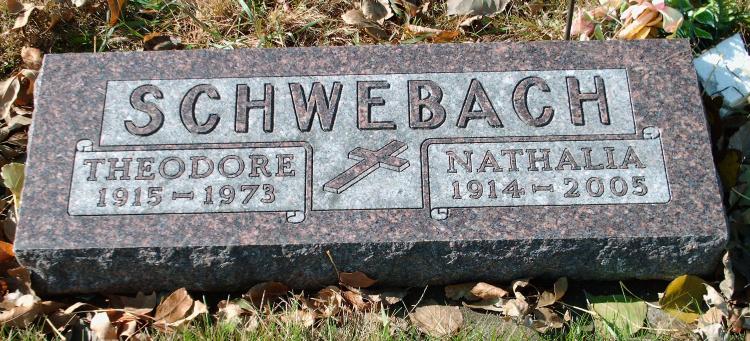 SCHWEBACH
THEODORE
1915 - 1973
NATHALIA
1914 - 2005